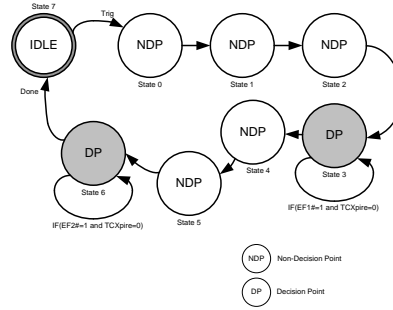 State 7
IDLE
Trig
NDP
State 0
NDP
State 1
NDP
State 2
Done
DP
State 6
IF(EF2#=1 and TCXpire=0)
NDP
State 5
NDP
State 4
DP
State 3
IF(EF1#=1 and TCXpire=0)
NDP Non-Decision Point
DP Decision Point